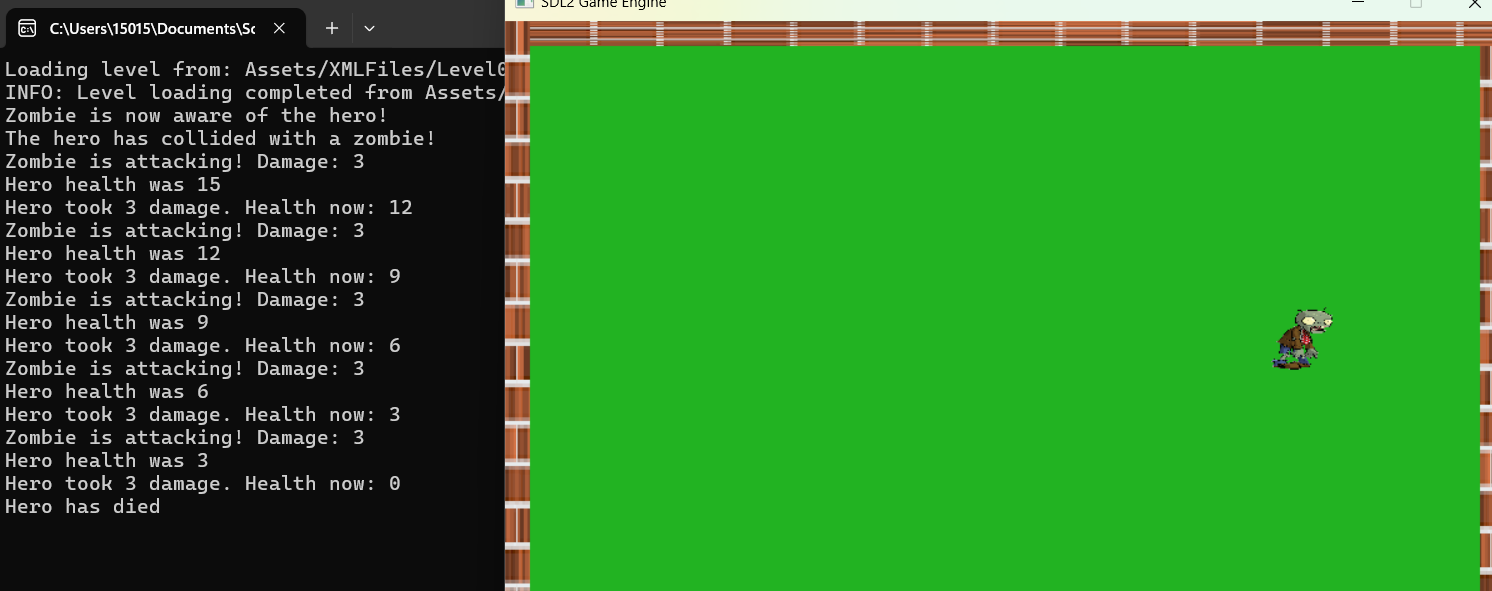 C:\Users\15015\Documents\Sc
SDL2 Game Engine
Loading level from: Assets/XMLFiles/Level0
INFO: Level loading completed from Assets/
Zombie is now aware of the hero!
The hero has collided with a zombie!
Zombie is attacking! Damage: 3
Hero health was 15
Hero took 3 damage. Health now: 12
Zombie is attacking! Damage: 3
Hero health was 12
Hero took 3 damage. Health now: 9
Zombie is attacking! Damage: 3
Hero health was 9
Hero took 3 damage. Health now: 6
Zombie is attacking! Damage: 3
Hero health was 6
Hero took 3 damage. Health now: 3
Zombie is attacking! Damage: 3
Hero health was 3
Hero took 3 damage. Health now: 0
Hero has died